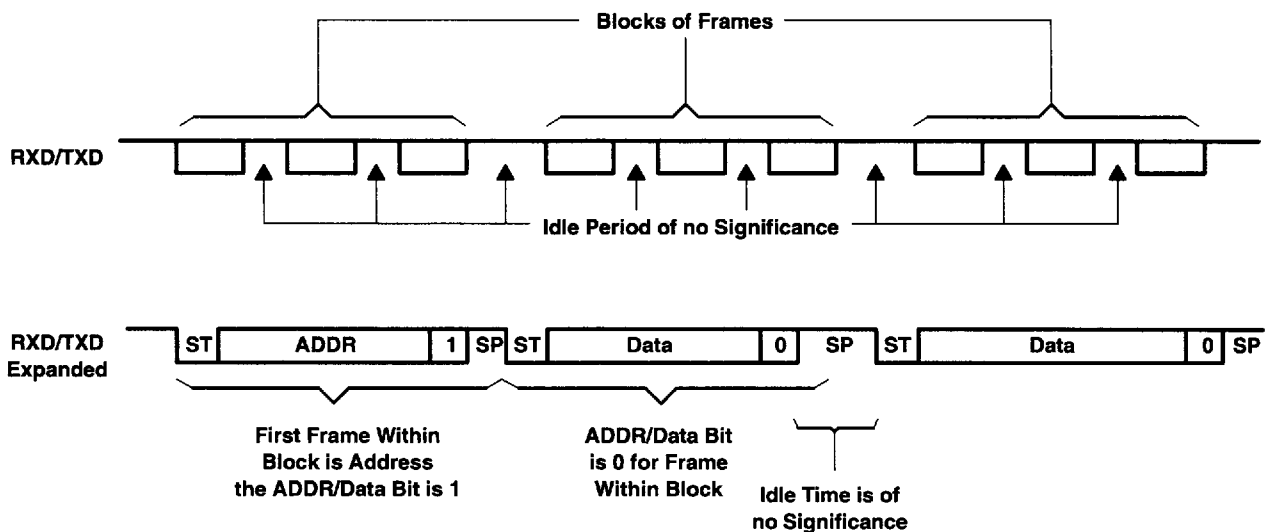 Blocks of Frames
RXD/TXD
Idle Period of no Significance
RXD/TXD
Expanded
ST ADDR 1 SP ST Data 0 SP ST Data 0 SP
First Frame Within
Block is Address
the ADDR/Data Bit is 1
ADDR/Data Bit
is 0 for Frame
Within Block
Idle Time is of
no Significance